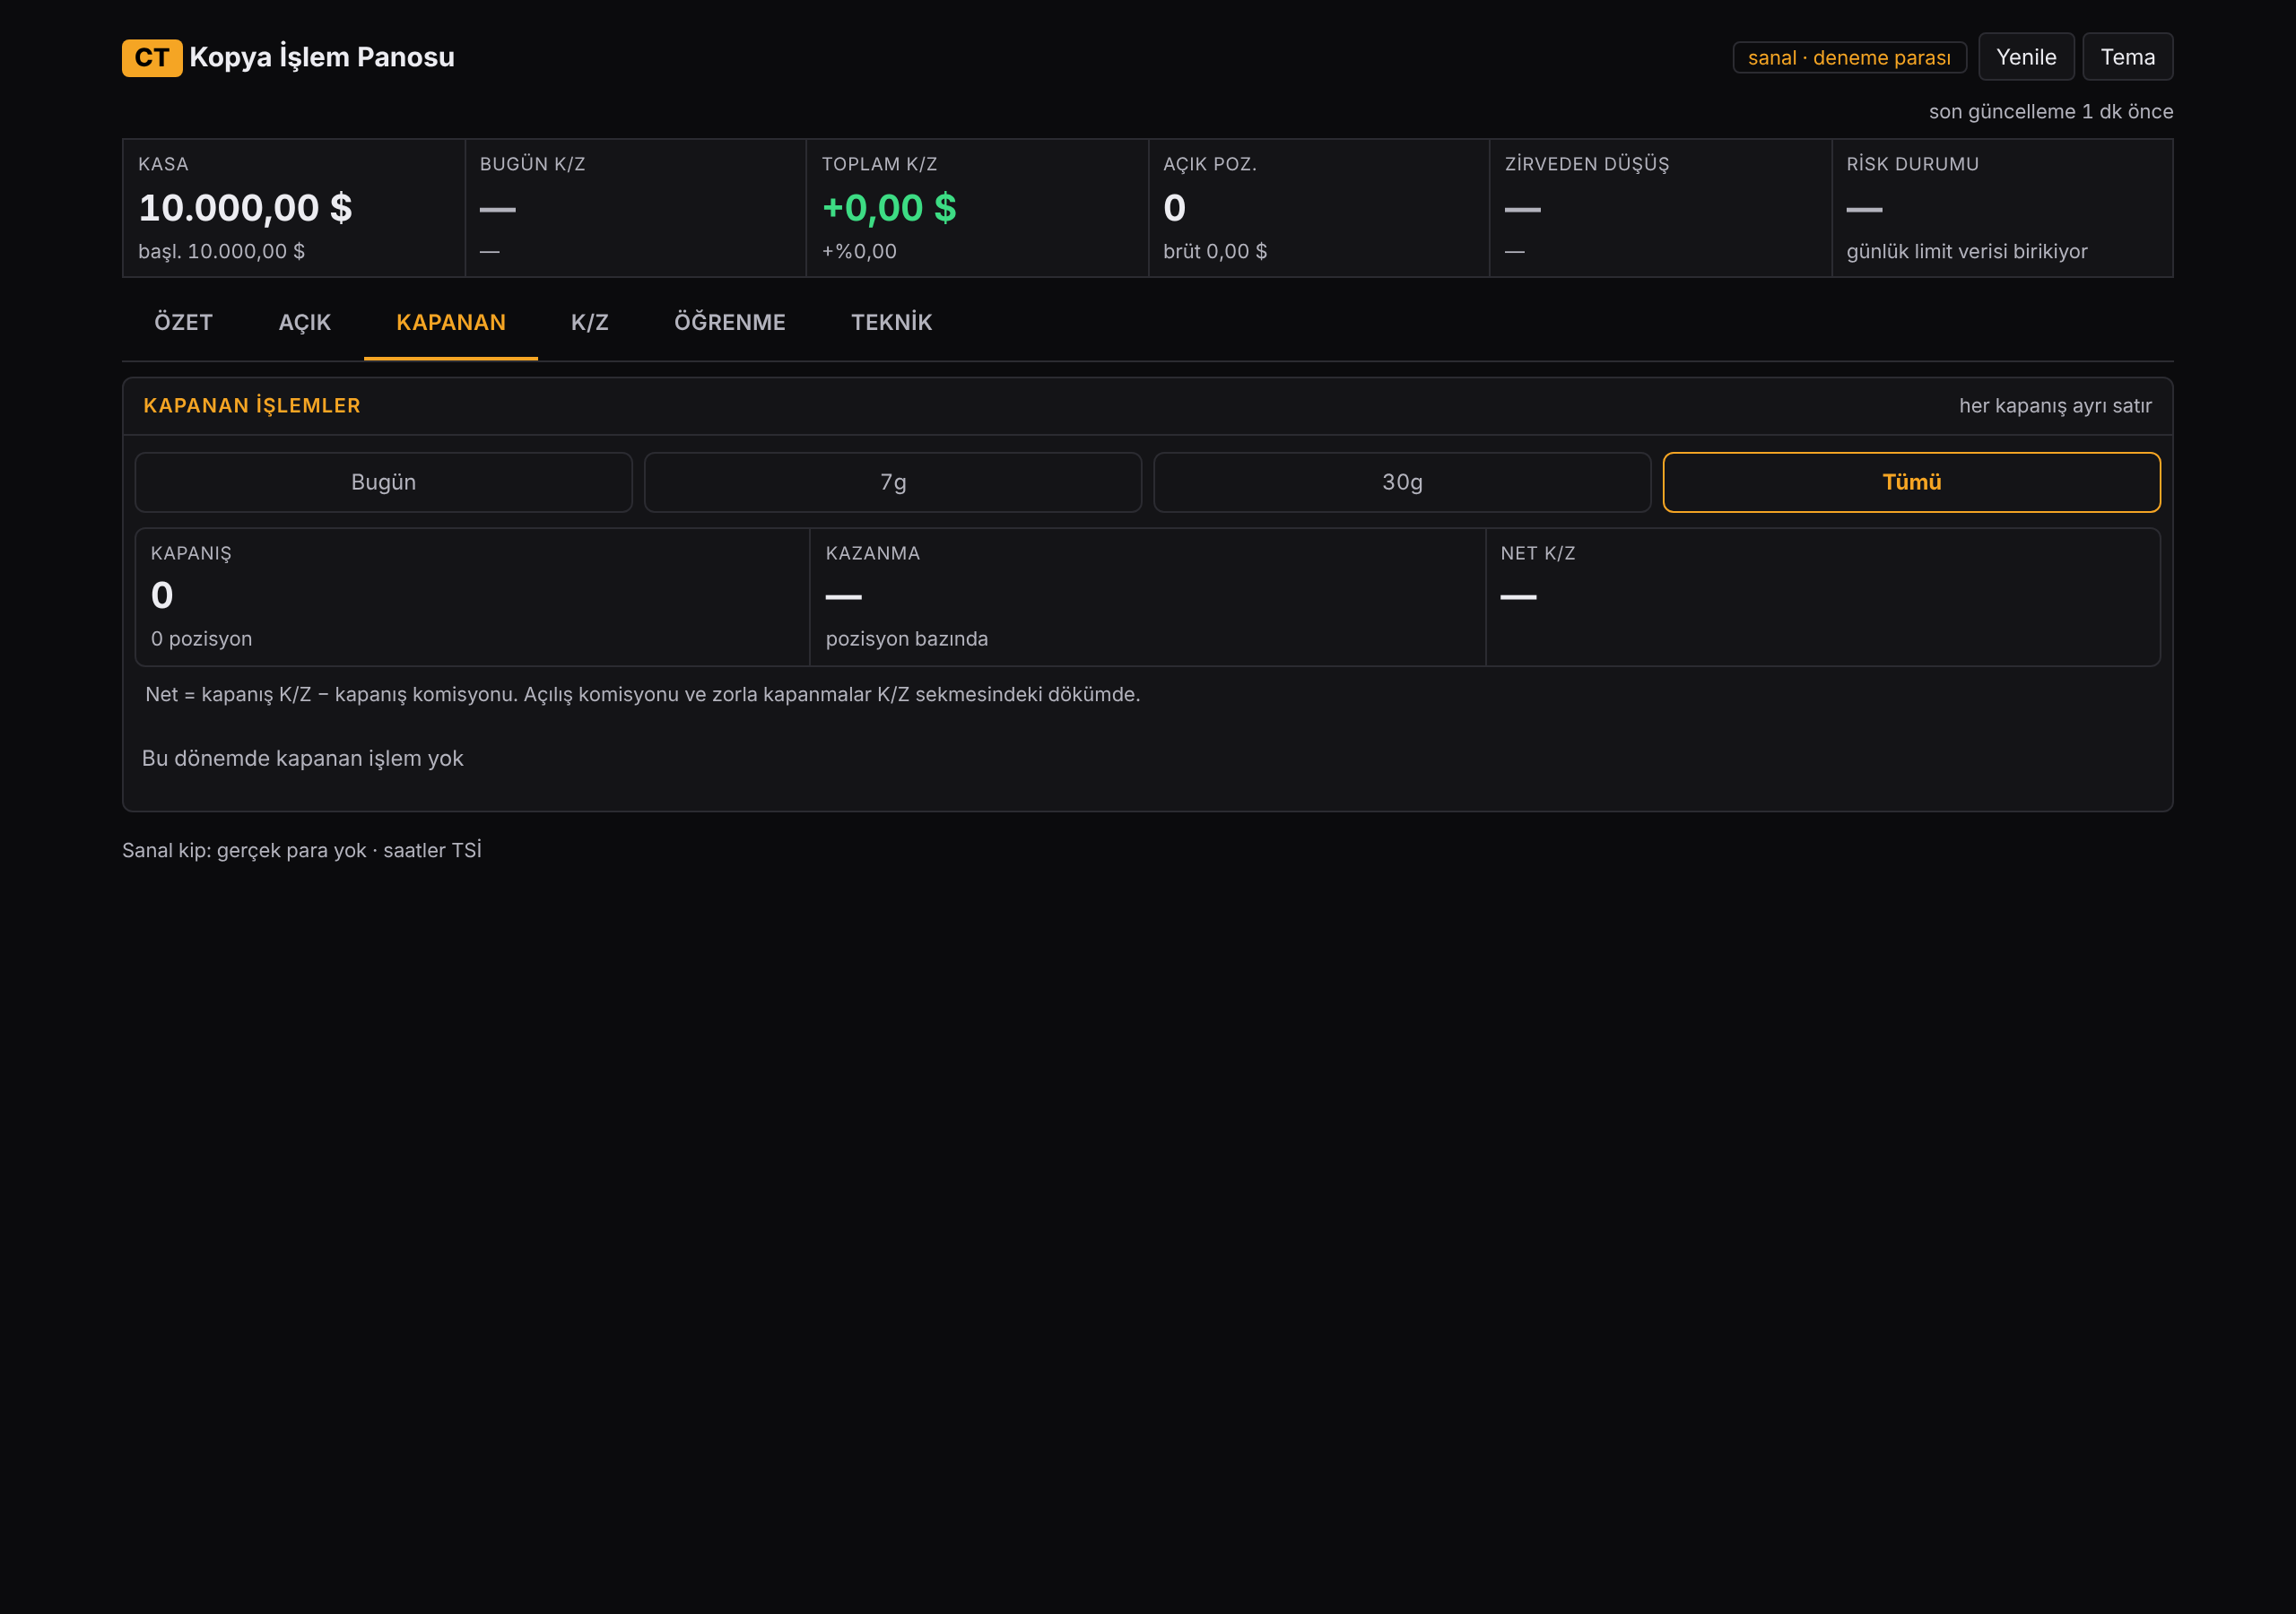 CT Kopya İşlem Panosu
sanal · deneme parası Yenile Tema
son güncelleme 1 dk önce
KASA BUGÜN K/Z TOPLAM K/Z AÇIK POZ. ZİRVEDEN DÜŞÜŞ RİSK DURUMU
10.000,00 $ — +0,00 $ 0 — —
başl. 10.000,00 $ — +%0,00 brüt 0,00 $ — günlük limit verisi birikiyor
ÖZET AÇIK KAPANAN K/Z ÖĞRENME TEKNİK
KAPANAN İŞLEMLER her kapanış ayrı satır
Bugün 7g 30g Tümü
KAPANIŞ KAZANMA NET K/Z
0 — —
0 pozisyon pozisyon bazında
Net = kapanış K/Z − kapanış komisyonu. Açılış komisyonu ve zorla kapanmalar K/Z sekmesindeki dökümde.
Bu dönemde kapanan işlem yok
Sanal kip: gerçek para yok · saatler TSİ